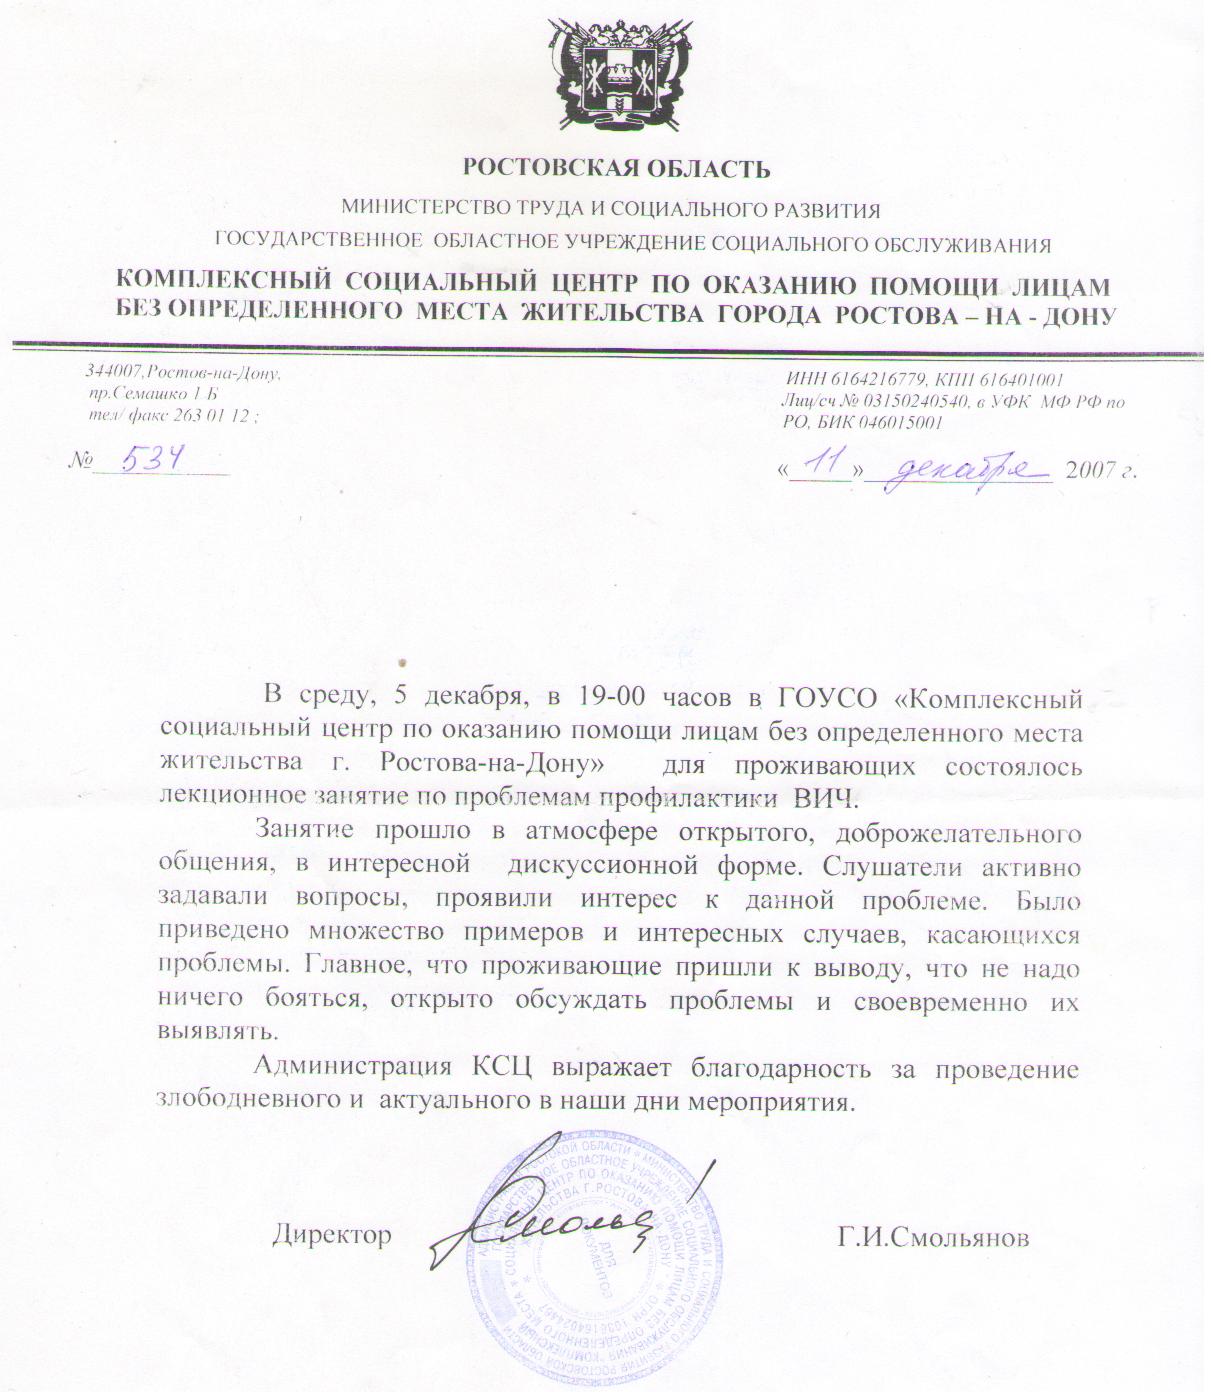 РОСТОВСКАЯ ОБЛАСТЬ
МИНИСТЕРСТВО ТРУДА И СОЦИАЛЬНОГО РАЗВИТИЯ
ГОСУДАРСТВЕННОЕ ОБЛАСТНОЕ УЧРЕЖДЕНИЕ СОЦИАЛЬНОГО ОБСЛУЖИВАНИЯ
КОМПЛЕКСНЫЙ СОЦИАЛЬНЫЙ ЦЕНТР ПО ОКАЗАНИЮ ПОМОЩИ ЛИЦАМ
БЕЗ ОПРЕДЕЛЕННОГО МЕСТА ЖИТЕЛЬСТВА ГОРОДА РОСТОВА – НА - ДОНУ
344007,Ростов-на-Дону,
пр.Семашко 1 Б
тел/ факс 263 01 12 ;
№ 534
ИНН 6164216779, КПП 616401001
Лиц/сч № 03150240540, в УФК МФ РФ по
РО, БИК 046015001
« 11 » декабря 2007 г.
В среду, 5 декабря, в 19-00 часов в ГОУСО «Комплексный
социальный центр по оказанию помощи лицам без определенного места
жительства г. Ростова-на-Дону» для проживающих состоялось
лекционное занятие по проблемам профилактики ВИЧ.
Занятие прошло в атмосфере открытого, доброжелательного
общения, в интересной дискуссионной форме. Слушатели активно
задавали вопросы, проявили интерес к данной проблеме. Было
приведено множество примеров и интересных случаев, касающихся
проблемы. Главное, что проживающие пришли к выводу, что не надо
ничего бояться, открыто обсуждать проблемы и своевременно их
выявлять.
Администрация КСЦ выражает благодарность за проведение
злободневного и актуального в наши дни мероприятия.
Директор
Г.И.Смольянов
ДЛЯ
ДОКУМЕНТОВ